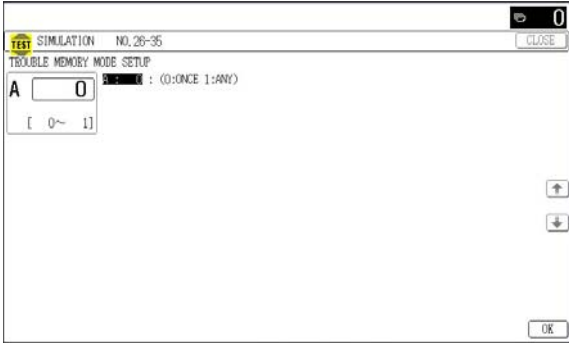 0
TEST SIMULATION NO.26-35 CLOSE
TROUBLE MEMORY MODE SETUP
A 0 A : 0 : (0:ONCE 1:ANY)
[ 0~ 1]
OK